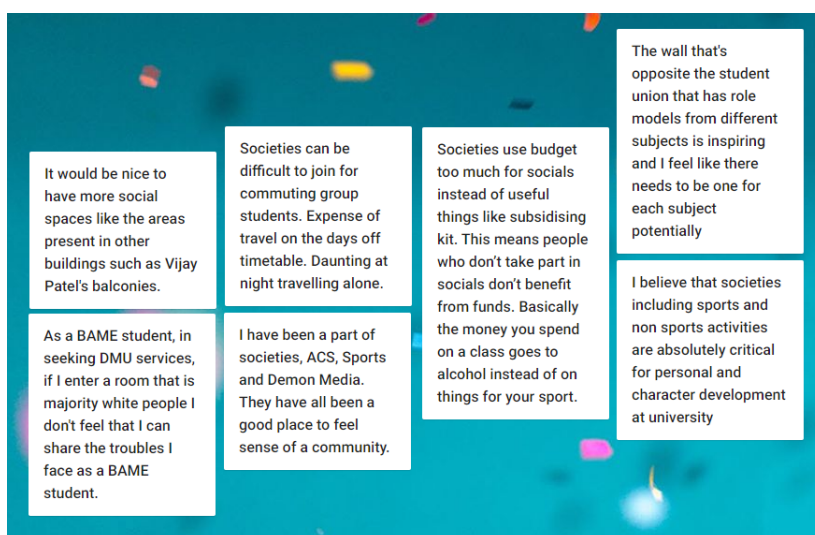 It would be nice to
have more social
spaces like the areas
present in other
buildings such as Vijay
Patel's balconies.
As a BAME student, in
seeking DMU services,
if I enter a room that is
majority white people I
don't feel that I can
share the troubles I
face as a BAME
student.
Societies can be
difficult to join for
commuting group
students. Expense of
travel on the days off
timetable. Daunting at
night travelling alone.
I have been a part of
societies, ACS, Sports
and Demon Media.
They have all been a
good place to feel
sense of a community.
Societies use budget
too much for socials
instead of useful
things like subsidising
kit. This means people
who don’t take part in
socials don’t benefit
from funds. Basically
the money you spend
on a class goes to
alcohol instead of on
things for your sport.
The wall that's
opposite the student
union that has role
models from different
subjects is inspiring
and I feel like there
needs to be one for
each subject
potentially
I believe that societies
including sports and
non sports activities
are absolutely critical
for personal and
character development
at university